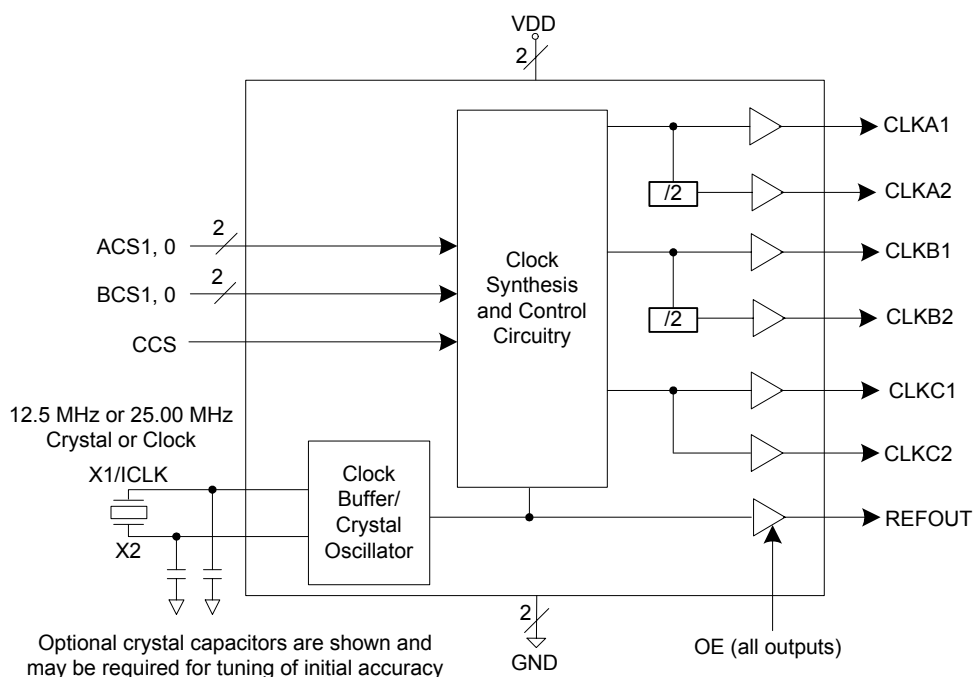 VDD
2
CLKA1
/2
CLKA2
ACS1, 0
2
Clock
Synthesis
and Control
Circuitry
CLKB1
BCS1, 0
2
/2
CLKB2
CCS
CLKC1
12.5 MHz or 25.00 MHz
Crystal or Clock
X1/ICLK
Clock
Buffer/
Crystal
Oscillator
CLKC2
REFOUT
X2
2
GND
OE (all outputs)
Optional crystal capacitors are shown and
may be required for tuning of initial accuracy